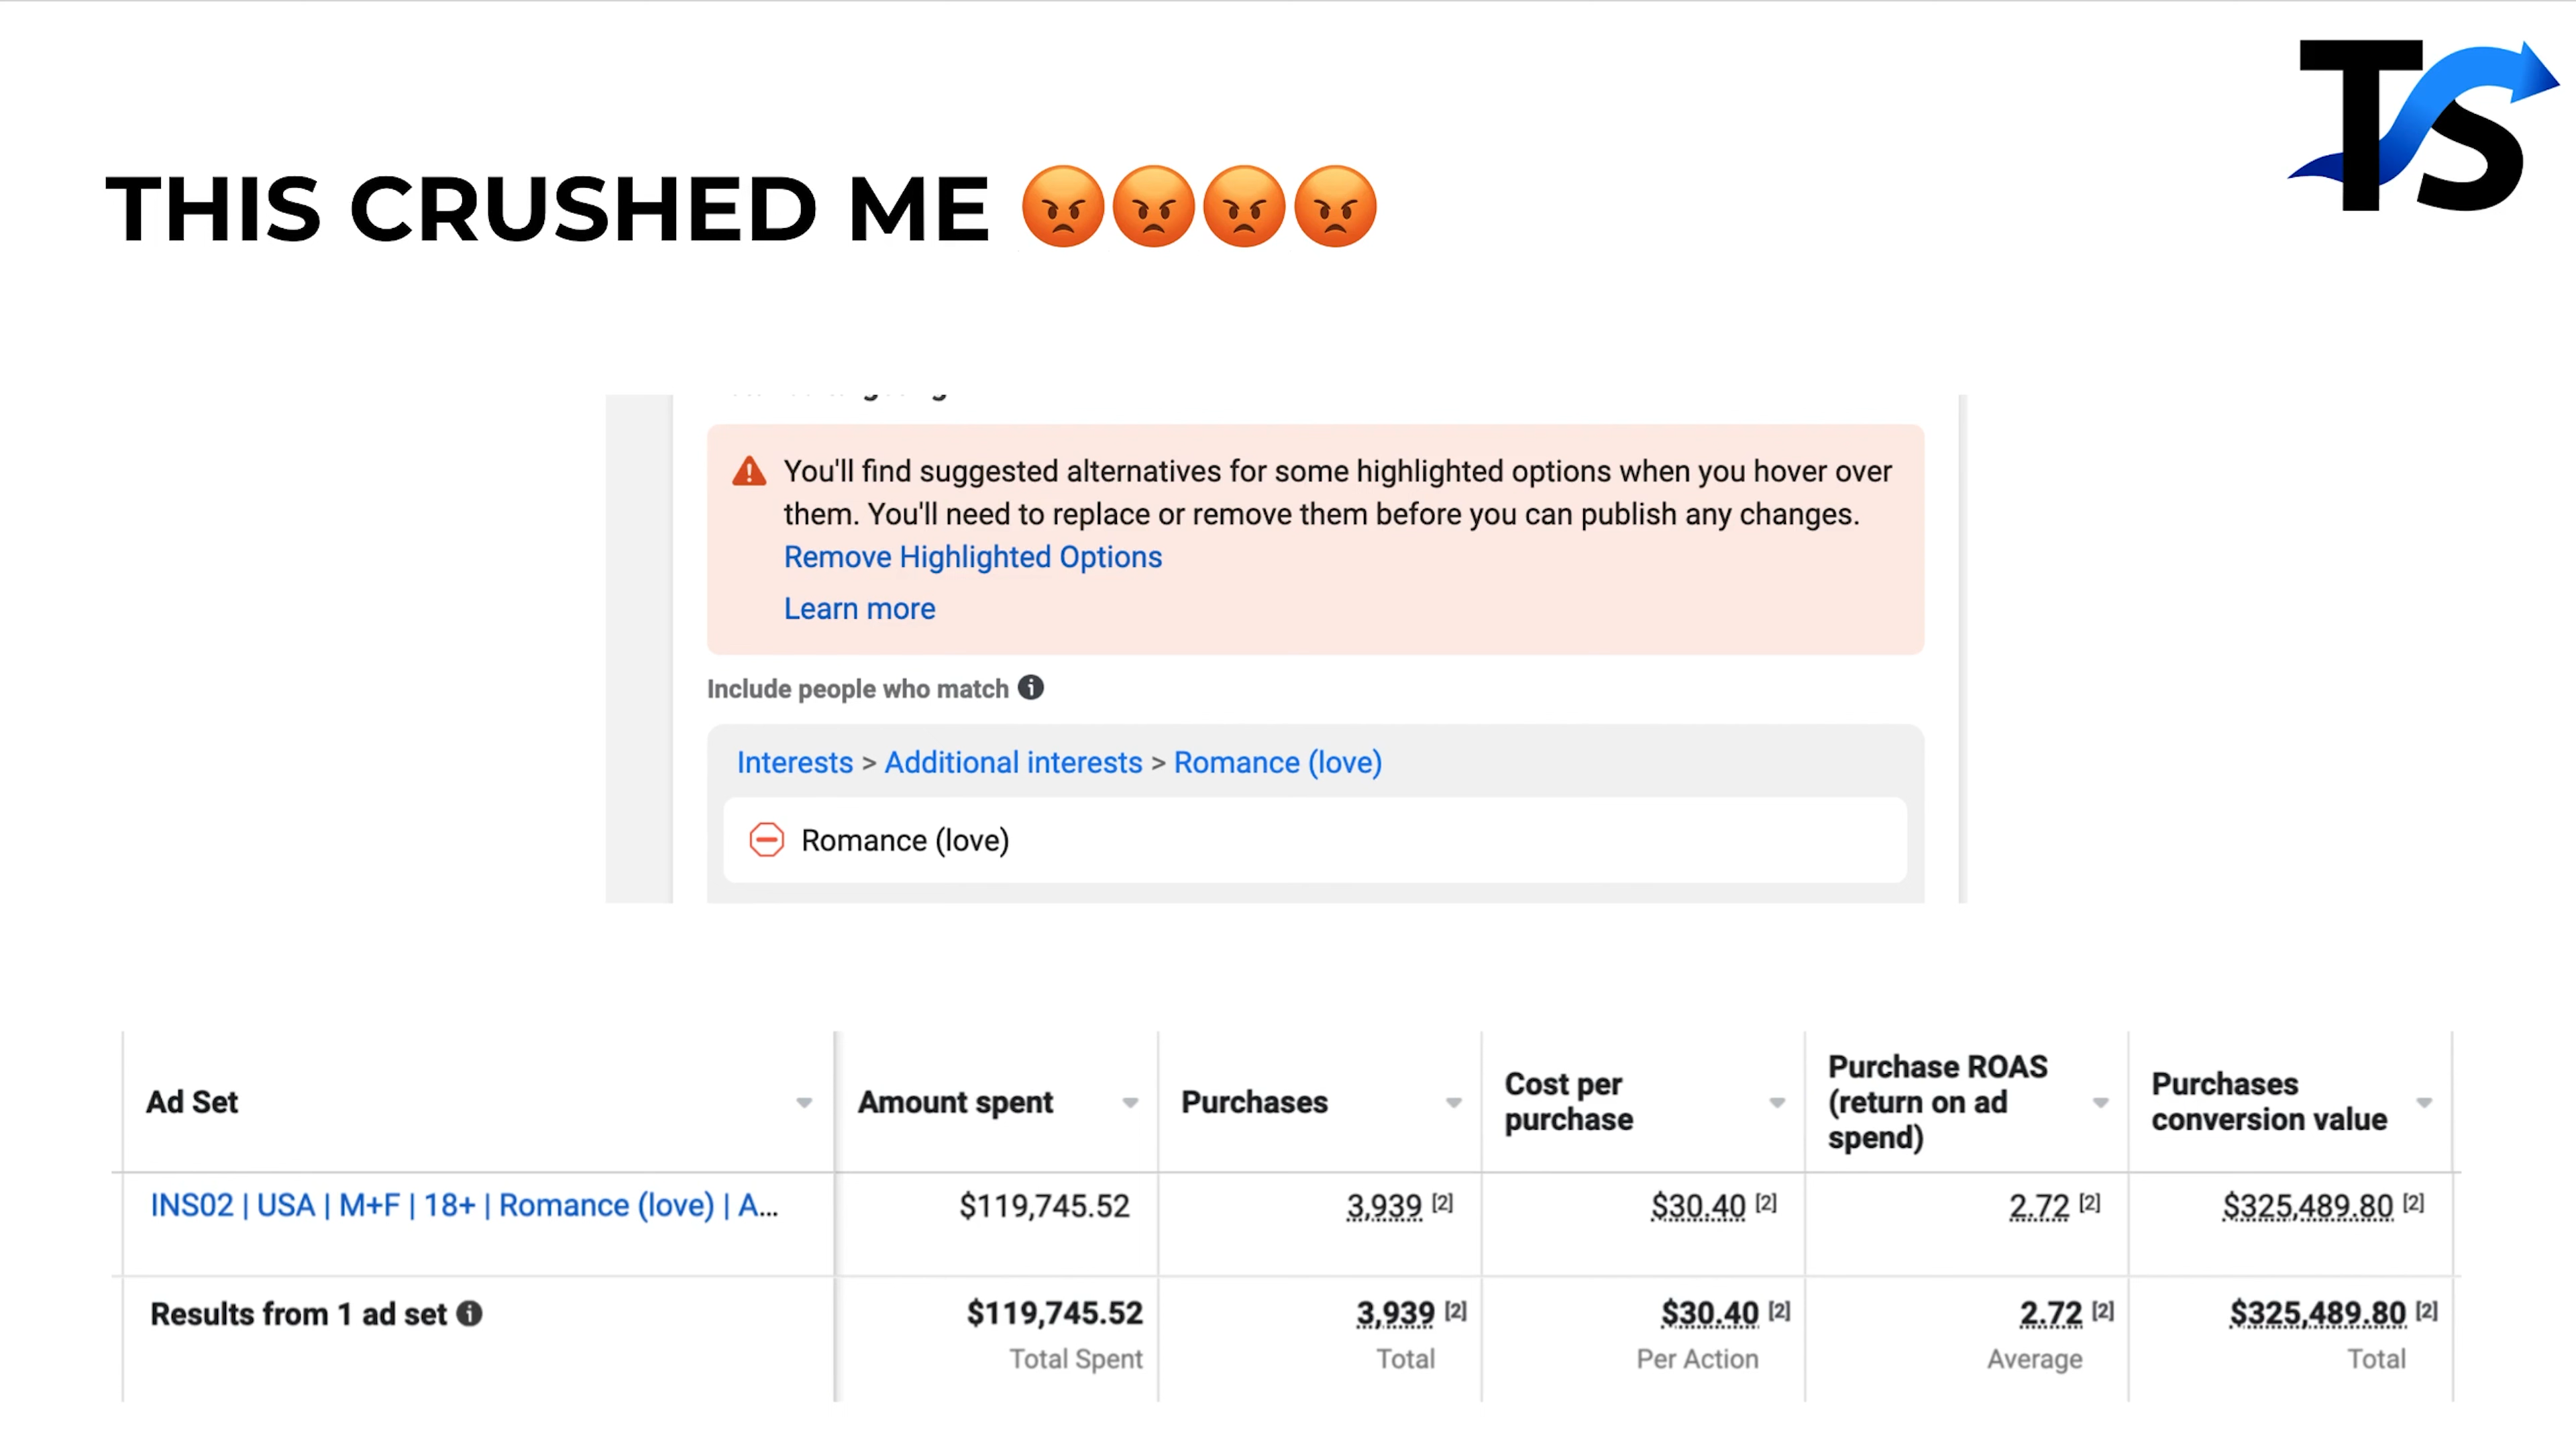 TS
THIS CRUSHED ME 😡😡😡😡
You'll find suggested alternatives for some highlighted options when you hover over
them. You'll need to replace or remove them before you can publish any changes.
Remove Highlighted Options
Learn more
Include people who match
Interests > Additional interests > Romance (love)
Romance (love)
Ad Set
Amount spent
Purchases
Cost per
purchase
Purchase ROAS
(return on ad
spend)
Purchases
conversion value
INS02 | USA | M+F | 18+ | Romance (love) | A...
$119,745.52
3,939 [2]
$30.40 [2]
2.72 [2]
$325,489.80 [2]
Results from 1 ad set
$119,745.52
Total Spent
3,939 [2]
Total
$30.40 [2]
Per Action
2.72 [2]
Average
$325,489.80 [2]
Total